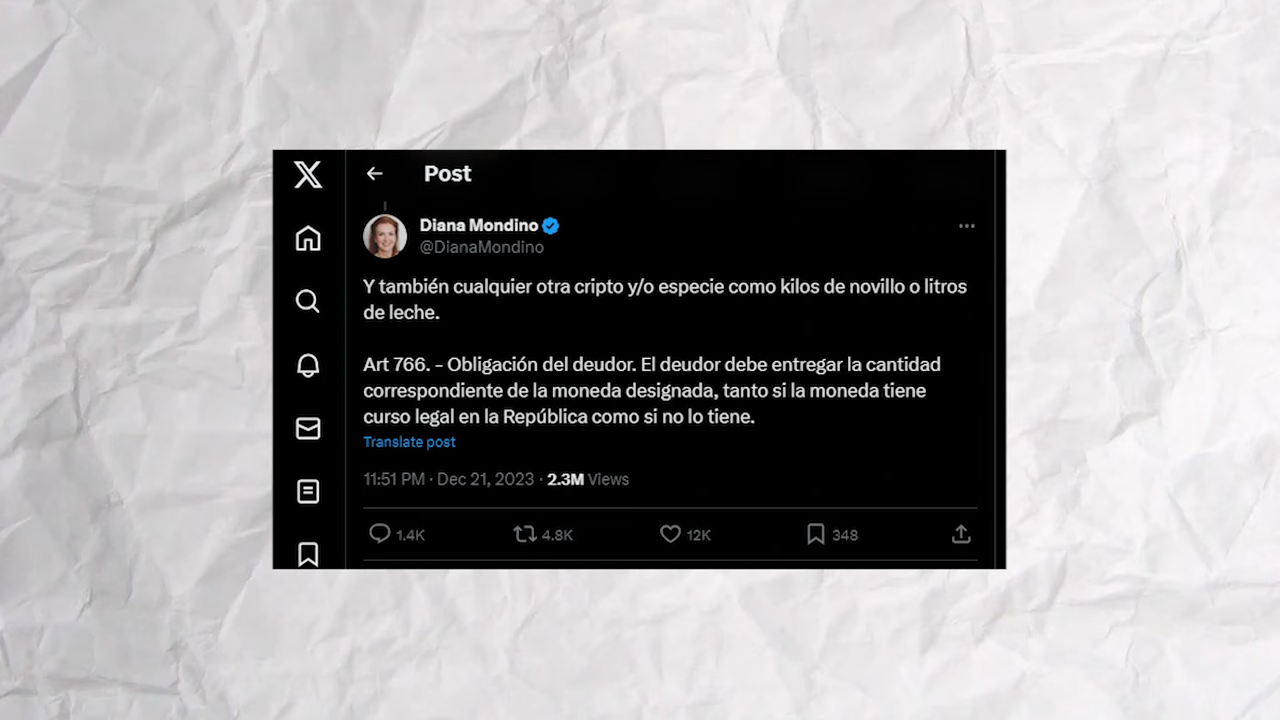 Post
Diana Mondino
@DianaMondino
Y también cualquier otra cripto y/o especie como kilos de novillo o litros
de leche.
Art 766. - Obligación del deudor. El deudor debe entregar la cantidad
correspondiente de la moneda designada, tanto si la moneda tiene
curso legal en la República como si no lo tiene.
Translate post
11:51 PM · Dec 21, 2023 · 2.3M Views
1.4K 4.8K 12K 348